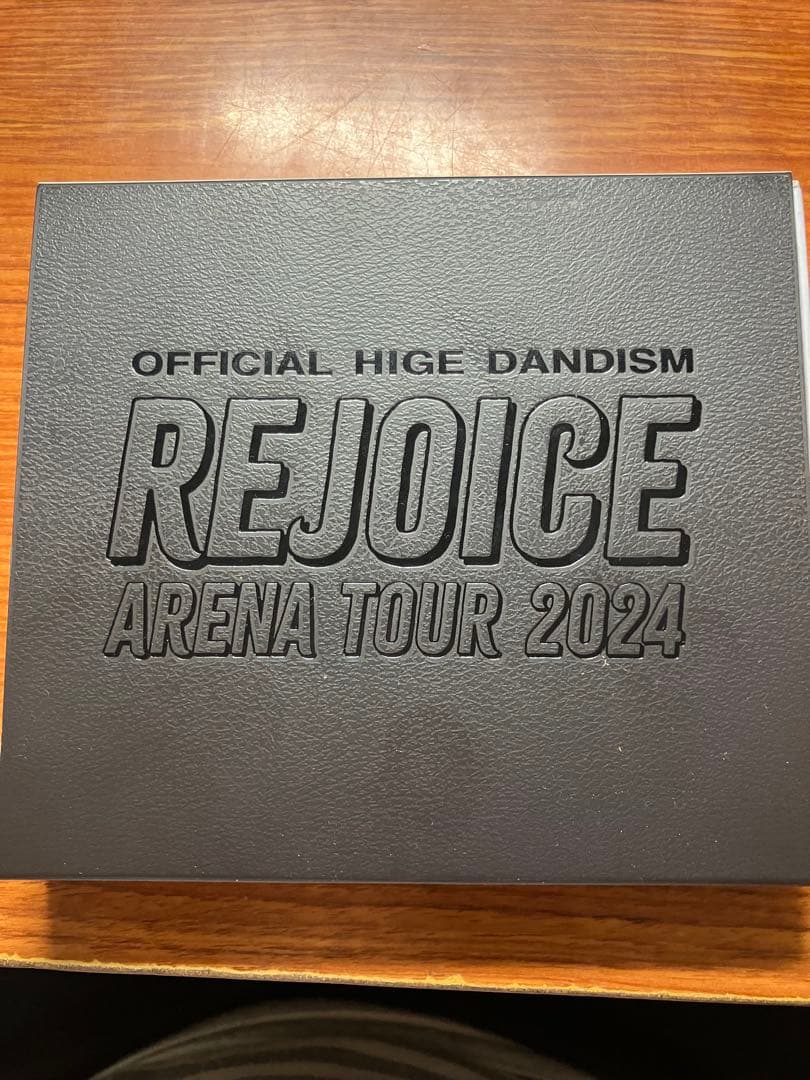 OFFICIAL HIGE DANDISM
REJOICE
ARENA TOUR 2024